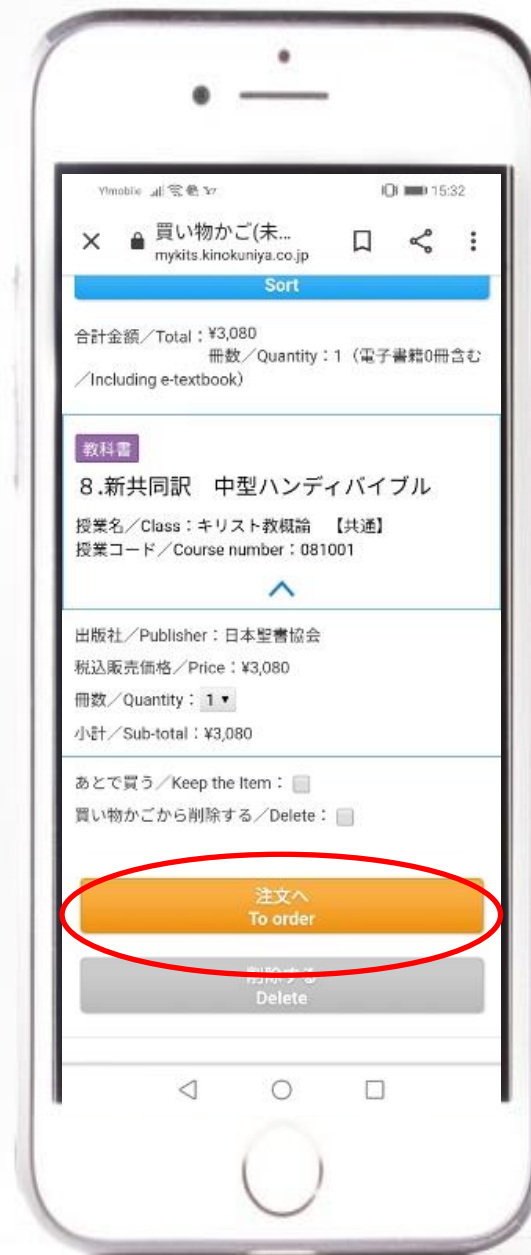 Y!mobile 15:32
買い物かご(未...
mykits.kinokuniya.co.jp
Sort
合計金額／Total：¥3,080
冊数／Quantity：1（電子書籍0冊含む
／Including e-textbook）
教科書
８.新共同訳　中型ハンディバイブル
授業名／Class：キリスト教概論　【共通】
授業コード／Course number：081001
出版社／Publisher：日本聖書協会
税込販売価格／Price：¥3,080
冊数／Quantity：1
小計／Sub-total：¥3,080
あとで買う／Keep the Item：
買い物かごから削除する／Delete：
注文へ
To order
削除する
Delete